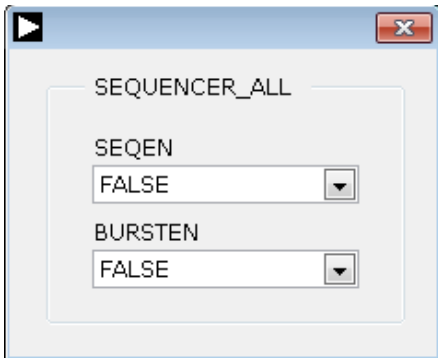 SEQUENCER_ALL
SEQEN
FALSE
BURSTEN
FALSE